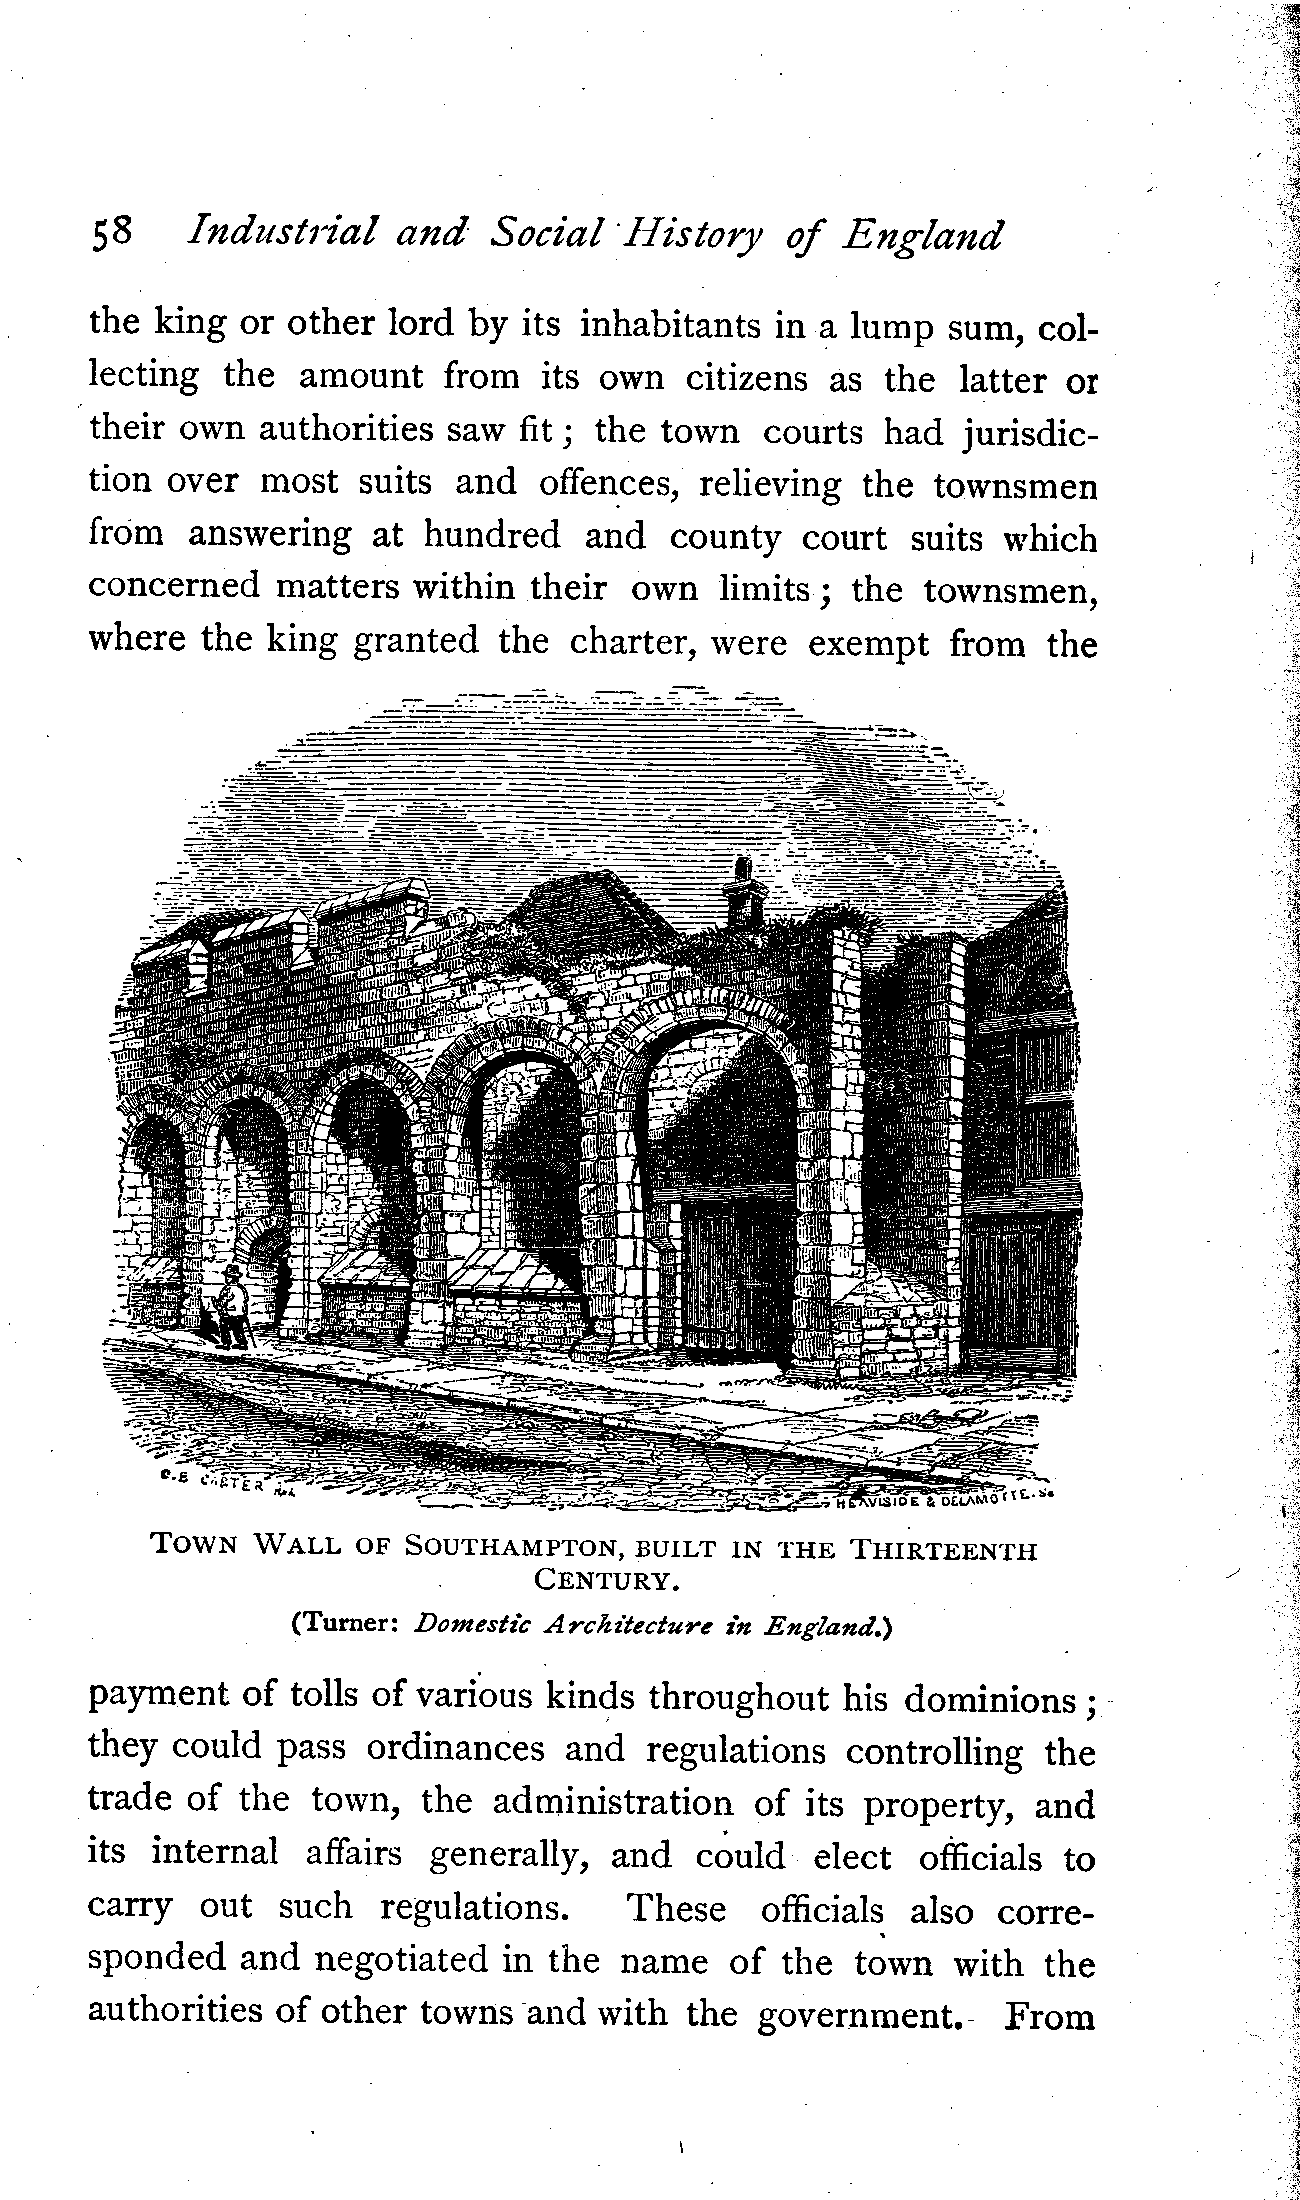 58 Industrial and Social History of England
the king or other lord by its inhabitants in a lump sum, col-
lecting the amount from its own citizens as the latter or
their own authorities saw fit; the town courts had jurisdic-
tion over most suits and offences, relieving the townsmen
from answering at hundred and county court suits which
concerned matters within their own limits; the townsmen,
where the king granted the charter, were exempt from the
HEAVISIDE & DELAMOTTE. Sc
TOWN WALL OF SOUTHAMPTON, BUILT IN THE THIRTEENTH
CENTURY.
(Turner: Domestic Architecture in England.)
payment of tolls of various kinds throughout his dominions;
they could pass ordinances and regulations controlling the
trade of the town, the administration of its property, and
its internal affairs generally, and could elect officials to
carry out such regulations. These officials also corre-
sponded and negotiated in the name of the town with the
authorities of other towns and with the government. From